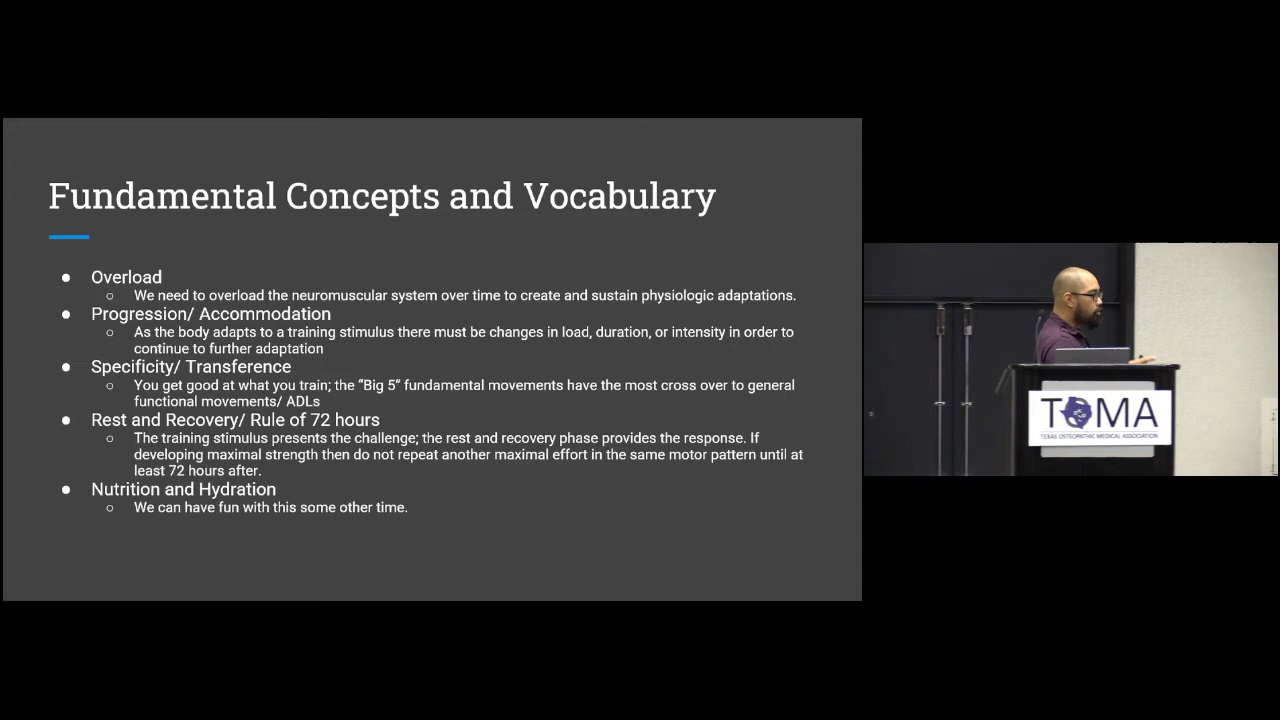 Fundamental Concepts and Vocabulary
● Overload
○ We need to overload the neuromuscular system over time to create and sustain physiologic adaptations.
● Progression/ Accommodation
○ As the body adapts to a training stimulus there must be changes in load, duration, or intensity in order to
continue to further adaptation
● Specificity/ Transference
○ You get good at what you train; the “Big 5” fundamental movements have the most cross over to general
functional movements/ ADLs
● Rest and Recovery/ Rule of 72 hours
○ The training stimulus presents the challenge; the rest and recovery phase provides the response. If
developing maximal strength then do not repeat another maximal effort in the same motor pattern until at
least 72 hours after.
● Nutrition and Hydration
○ We can have fun with this some other time.
TOMA
TEXAS OSTEOPATHIC MEDICAL ASSOCIATION